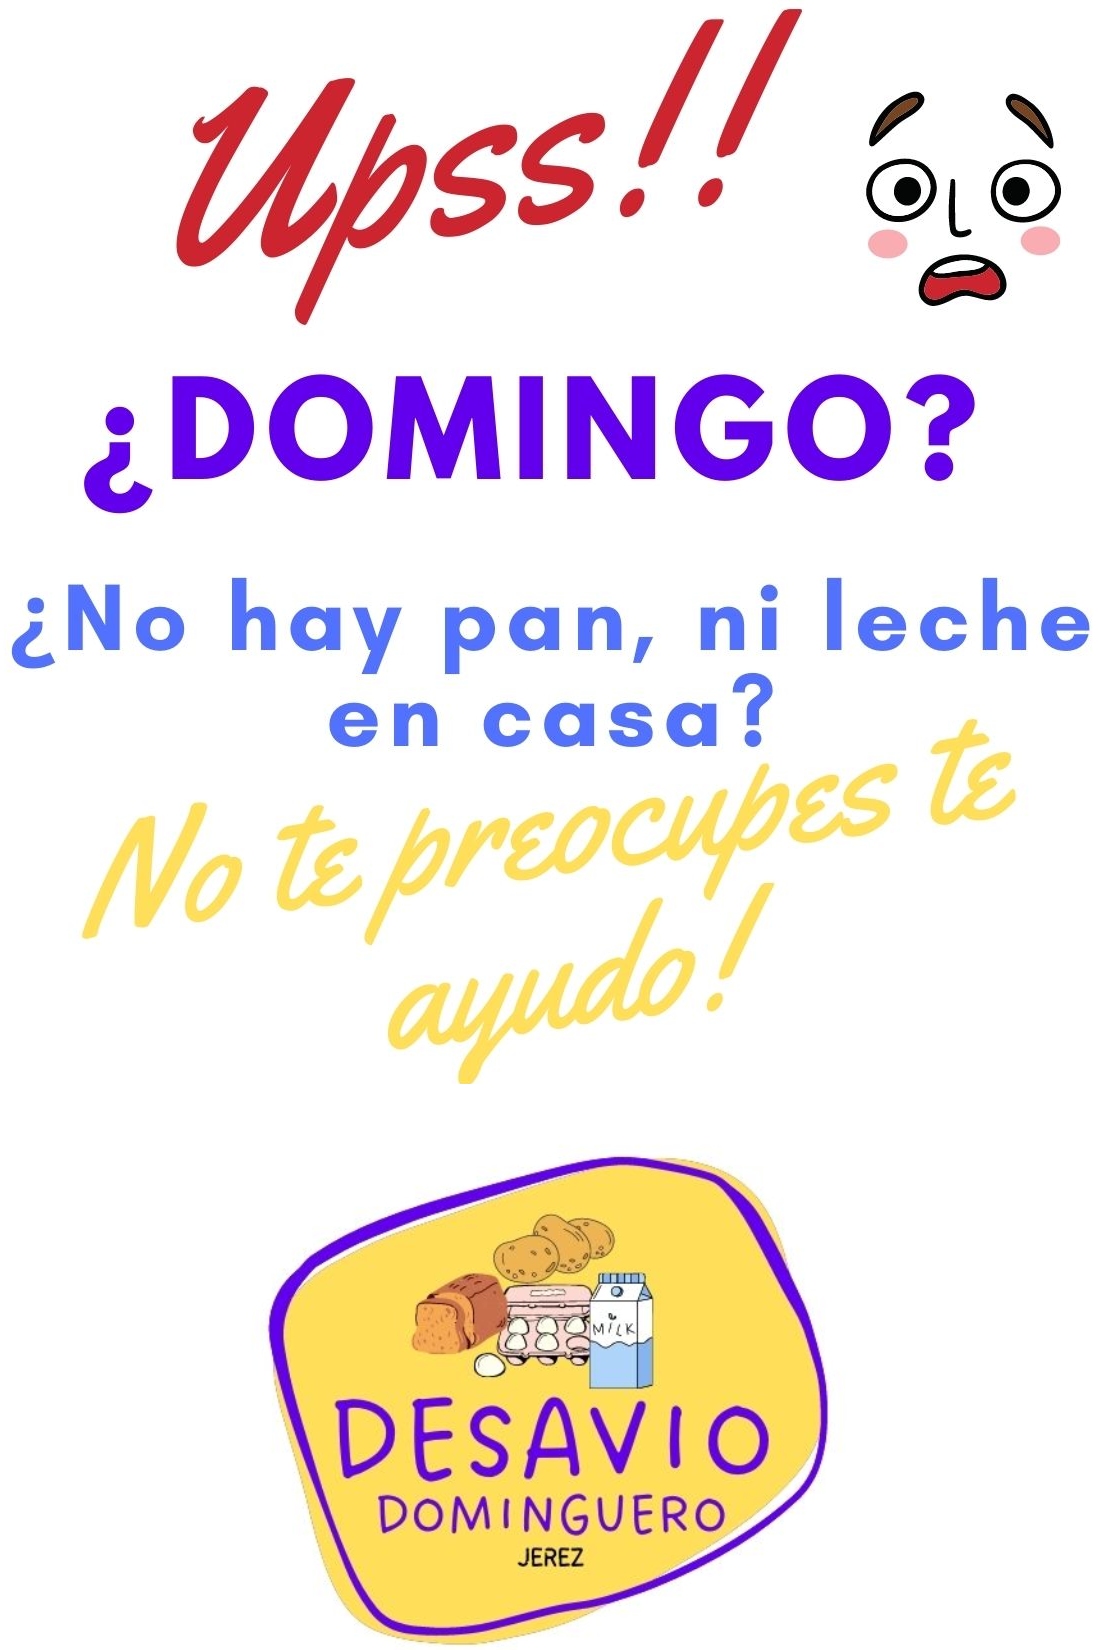 Upss!!
¿DOMINGO?
¿No hay pan, ni leche
en casa?
No te preocupes te
ayudo!
MILK
DESAVIO
DOMINGUERO
JEREZ